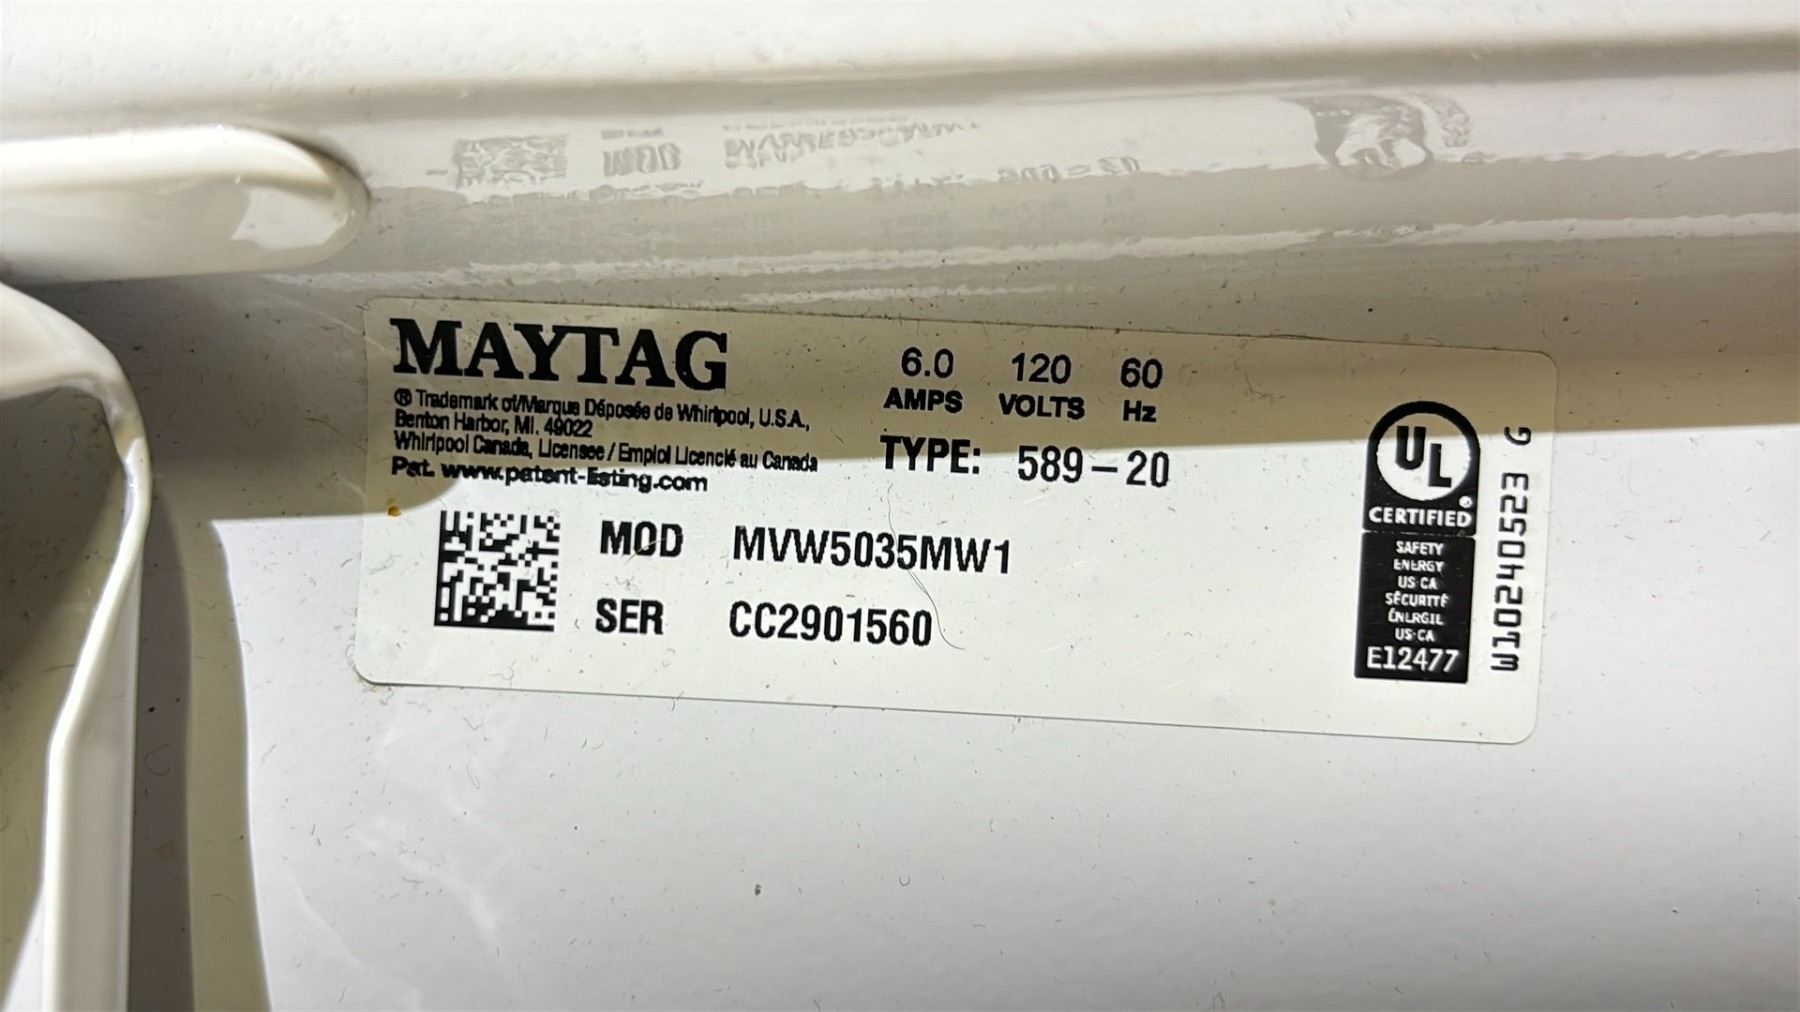 MAYTAG
® Trademark of/Marque Déposée de Whirlpool, U.S.A.,
Benton Harbor, MI. 49022
Whirlpool Canada, Licensee / Emploi Licencié au Canada
Pat. www.patent-listing.com
6.0 120 60
AMPS VOLTS Hz
TYPE: 589-20
MOD MVW5035MW1
SER CC2901560
UL
®
CERTIFIED
SAFETY
ENERGY
US-CA
SÉCURITÉ
ÉNERGIE
US-CA
E12477
W10240523 G